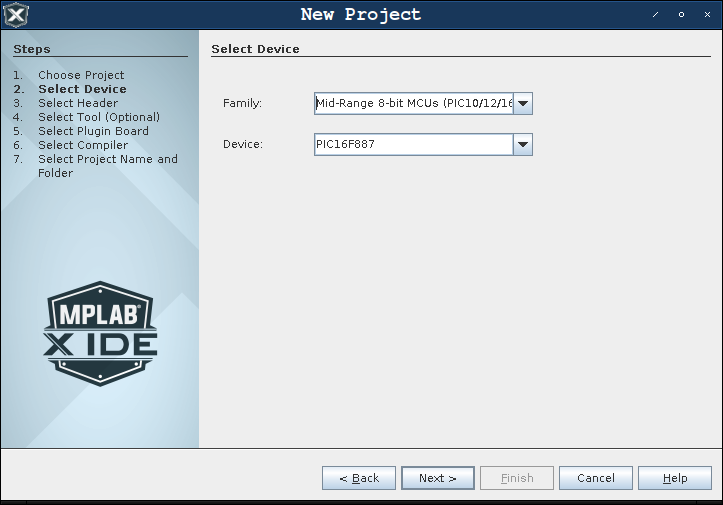 New Project
Steps
1. Choose Project
2. Select Device
3. Select Header
4. Select Tool (Optional)
5. Select Plugin Board
6. Select Compiler
7. Select Project Name and
Folder
MPLAB®
X IDE
Select Device
Family: Mid-Range 8-bit MCUs (PIC10/12/16
Device: PIC16F887
< Back Next > Finish Cancel Help